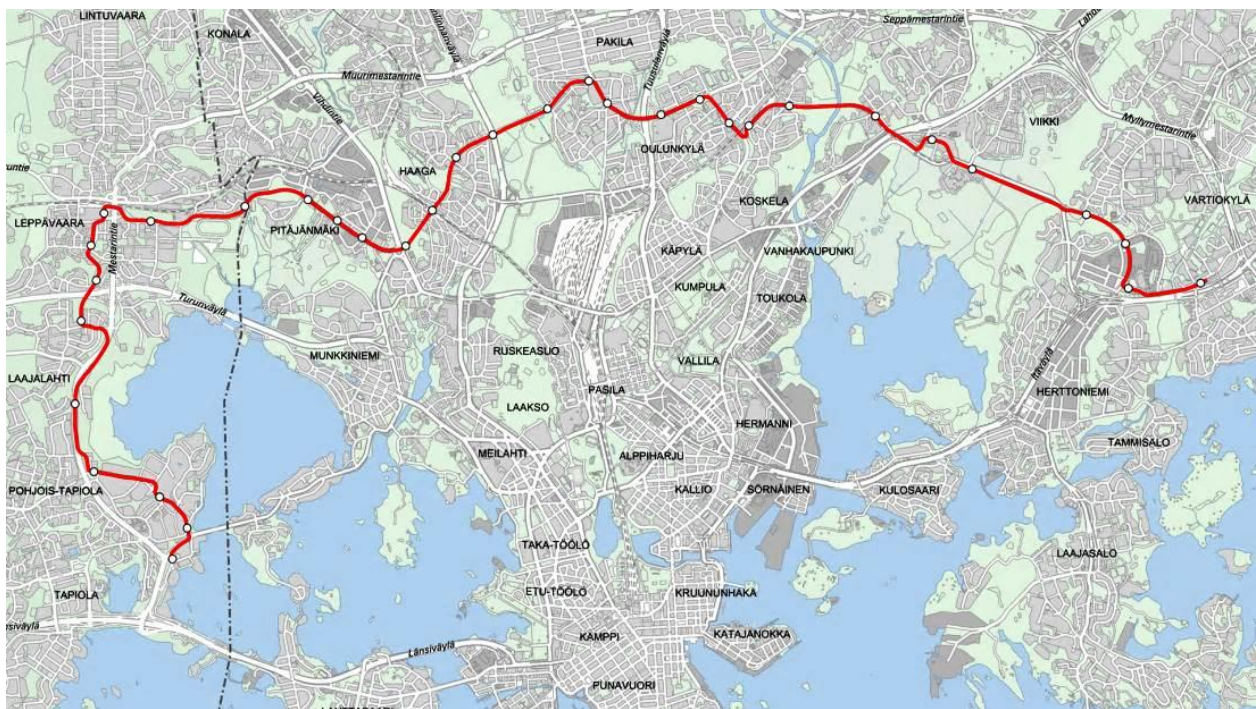 LINTUVAARA
KONALA
PAKILA
Seppämestarintie
Muurimestarintie
Tuusulanväylä
Vihdintie
VIIKKI
Myllymestarintie
HAAGA
OULUNKYLÄ
VARTIOKYLÄ
LEPPÄVAARA
PITÄJÄNMÄKI
KOSKELA
Mestarintie
KÄPYLÄ
VANHAKAUPUNKI
KUMPULA
TOUKOLA
Turunväylä
MUNKKINIEMI
RUSKEASUO
VALLILA
LAAJALAHTI
PASILA
Itäväylä
HERTTONIEMI
LAAKSO
HERMANNI
TAMMISALO
MEILAHTI
ALPPIHARJU
POHJOIS-TAPIOLA
KALLIO
SÖRNÄINEN
KULOSAARI
TAKA-TÖÖLÖ
LAAJASALO
TAPIOLA
ETU-TÖÖLÖ
KRUUNUNHAKA
KAMPPI
KATAJANOKKA
Länsiväylä
PUNAVUORI